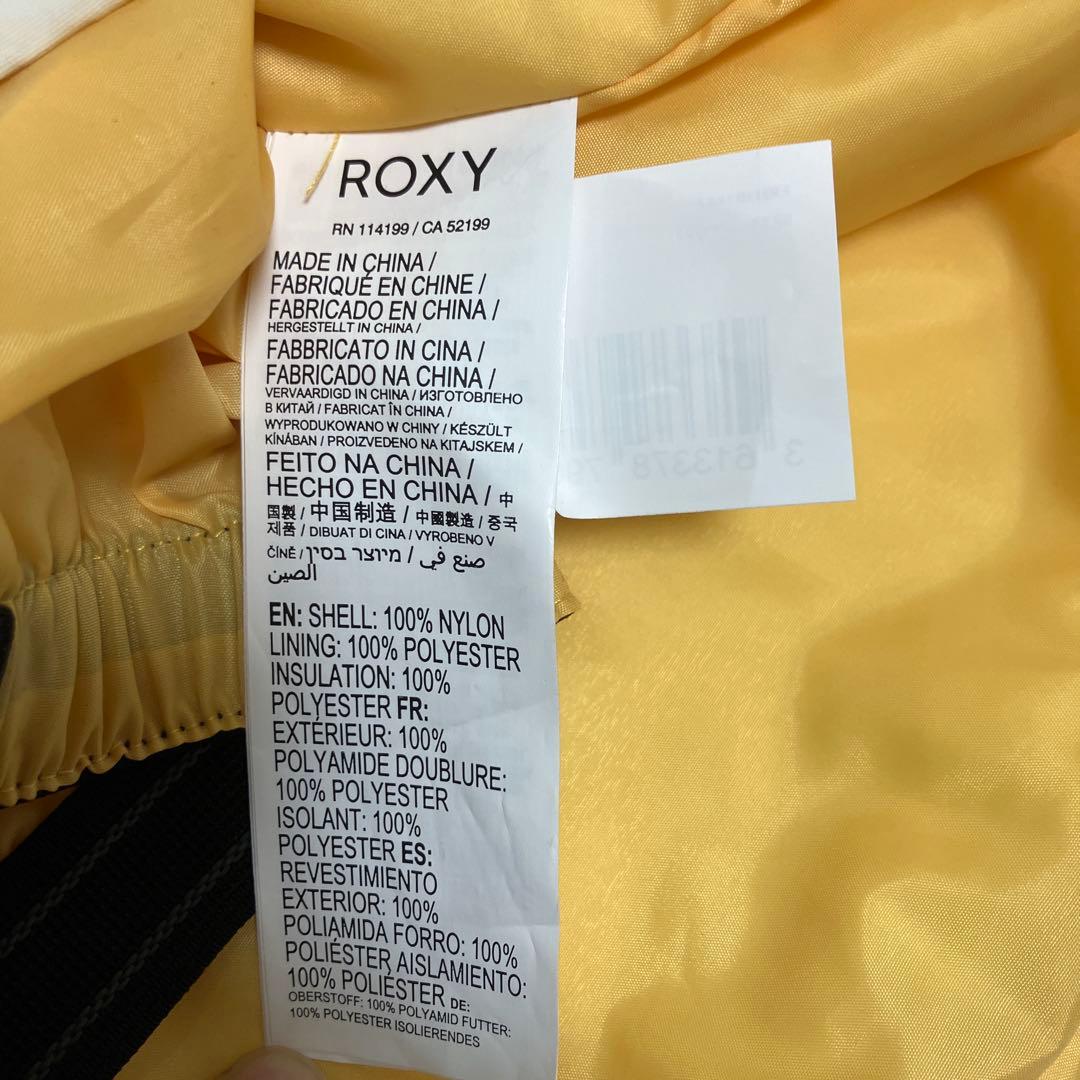 ROXY
RN 114199 / CA 52199
MADE IN CHINA /
FABRIQUÉ EN CHINE /
FABRICADO EN CHINA /
HERGESTELLT IN CHINA /
FABBRICATO IN CINA /
FABRICADO NA CHINA /
VERVAARDIGD IN CHINA / ИЗГОТОВЛЕНО
В КИТАЙ / FABRICAT ÎN CHINA /
WYPRODUKOWANO W CHINY / KÉSZÜLT
KÍNÁBAN / PROIZVEDENO NA KITAJSKEM /
FEITO NA CHINA /
HECHO EN CHINA / 中
国製 / 中国制造 / 中國製造 / 중국
제품 / DIBUAT DI CINA / VYROBENO V
ČÍNĚ / מיוצר בסין / صنع في
الصين
EN: SHELL: 100% NYLON
LINING: 100% POLYESTER
INSULATION: 100%
POLYESTER FR:
EXTÉRIEUR: 100%
POLYAMIDE DOUBLURE:
100% POLYESTER
ISOLANT: 100%
POLYESTER ES:
REVESTIMIENTO
EXTERIOR: 100%
POLIAMIDA FORRO: 100%
POLIÉSTER AISLAMIENTO:
100% POLIÉSTER DE:
OBERSTOFF: 100% POLYAMID FUTTER:
100% POLYESTER ISOLIERENDES
3 613378